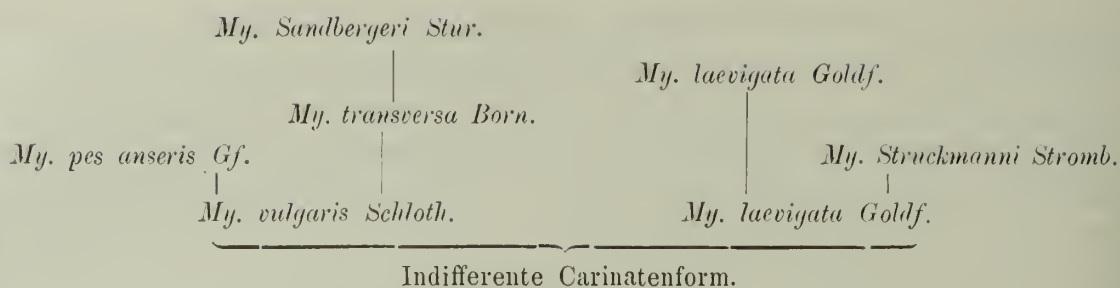 My. Sandbergeri Stur.
My. laevigata Goldf.
My. transversa Born.
My. pes anseris Gf.
My. Struckmanni Stromb.
My. vulgaris Schloth.
My. laevigata Goldf.
Indifferente Carinatenform.